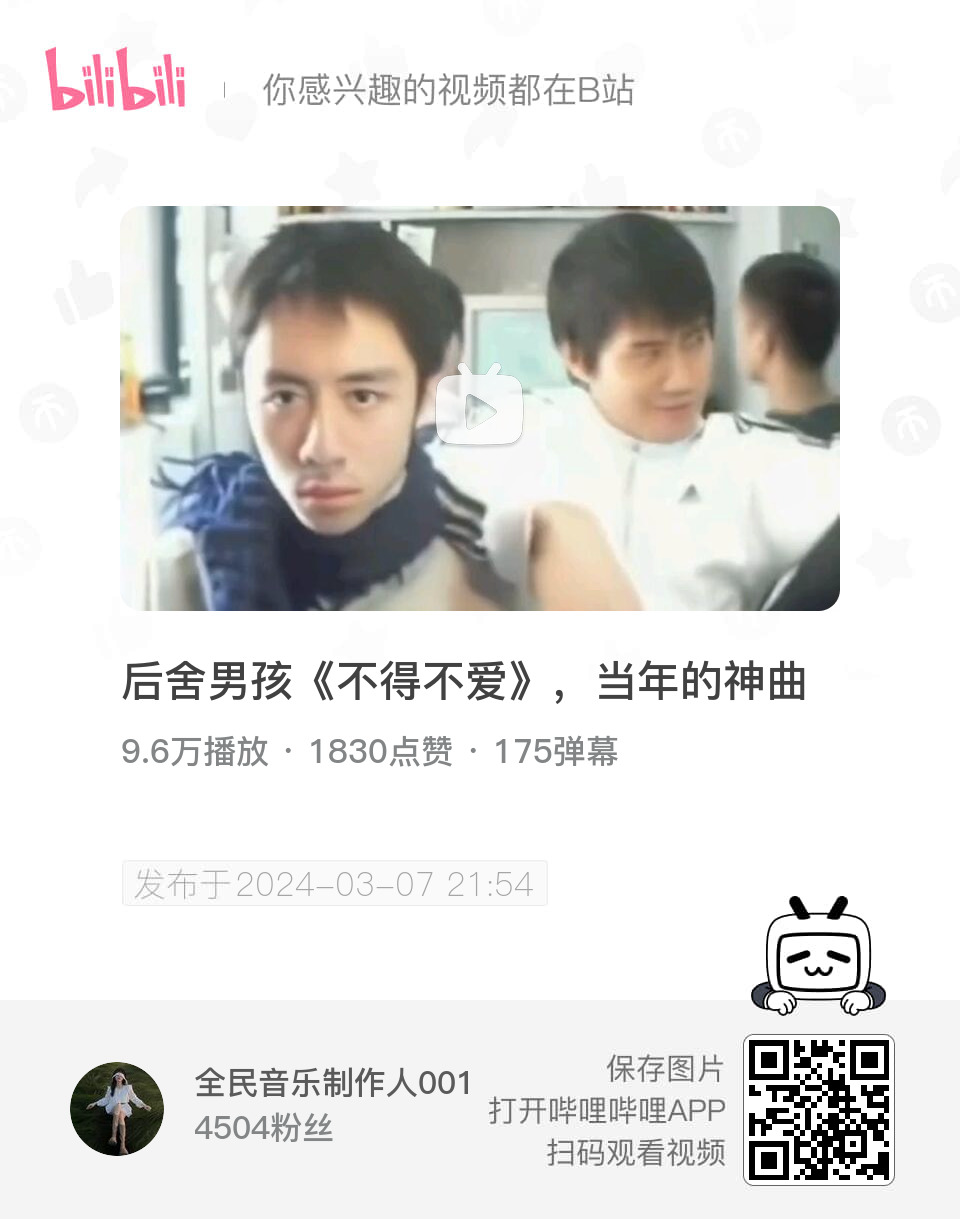 bilibili
你感兴趣的视频都在B站
后舍男孩《不得不爱》，当年的神曲
9.6万播放 · 1830点赞 · 175弹幕
发布于2024-03-07 21:54
全民音乐制作人001
4504粉丝
保存图片
打开哔哩哔哩APP
扫码观看视频